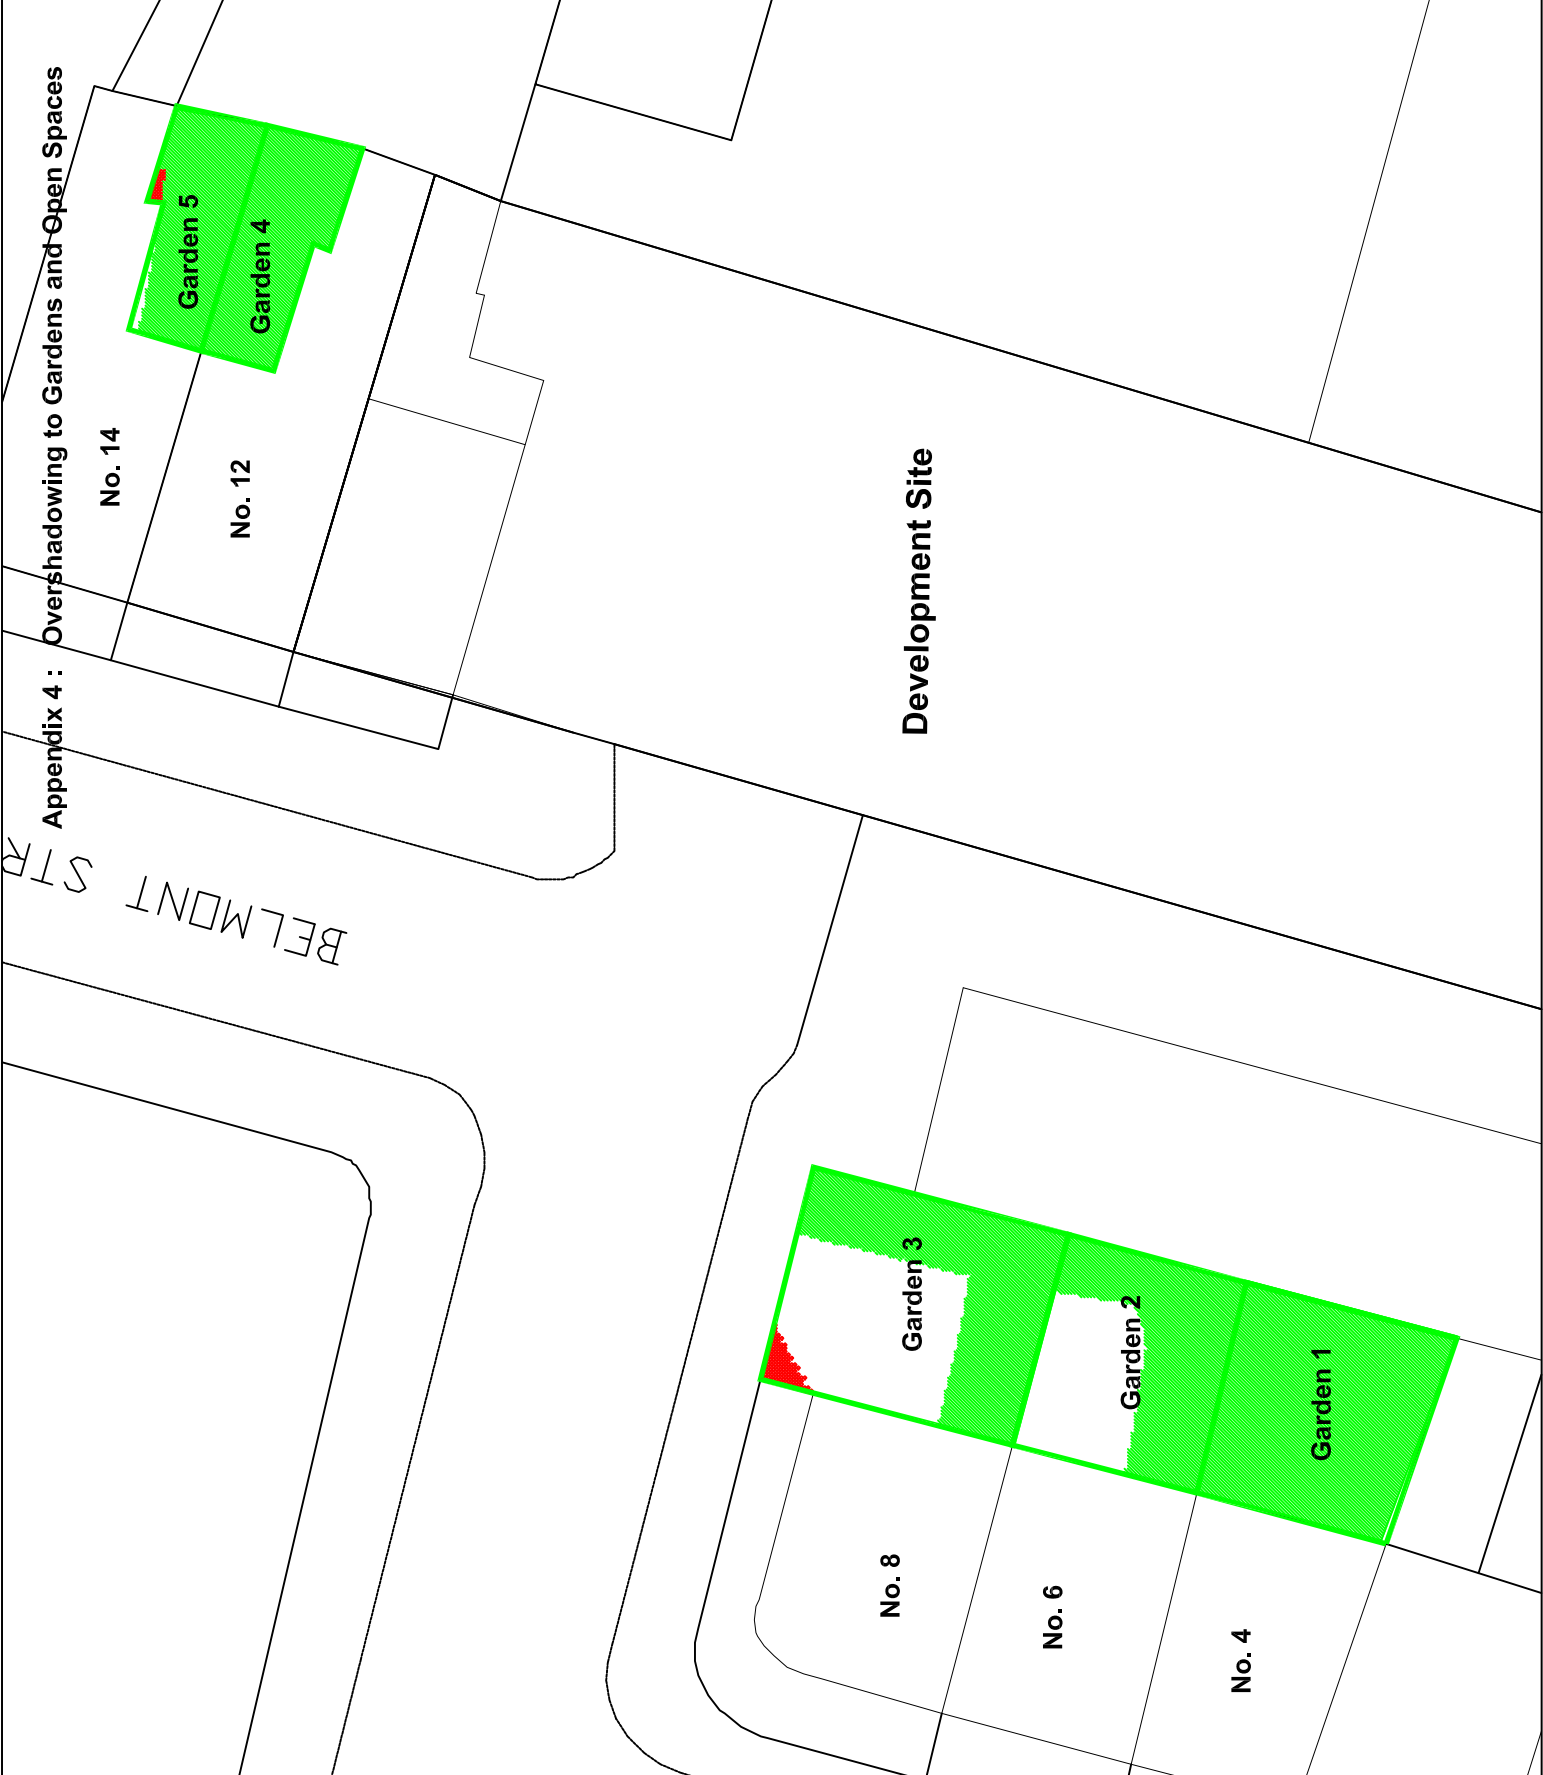 Appendix 4 : Overshadowing to Gardens and Open Spaces
No. 14
Garden 5
No. 12
Garden 4
BELMONT STR
Development Site
Garden 3
Garden 2
Garden 1
No. 8
No. 6
No. 4